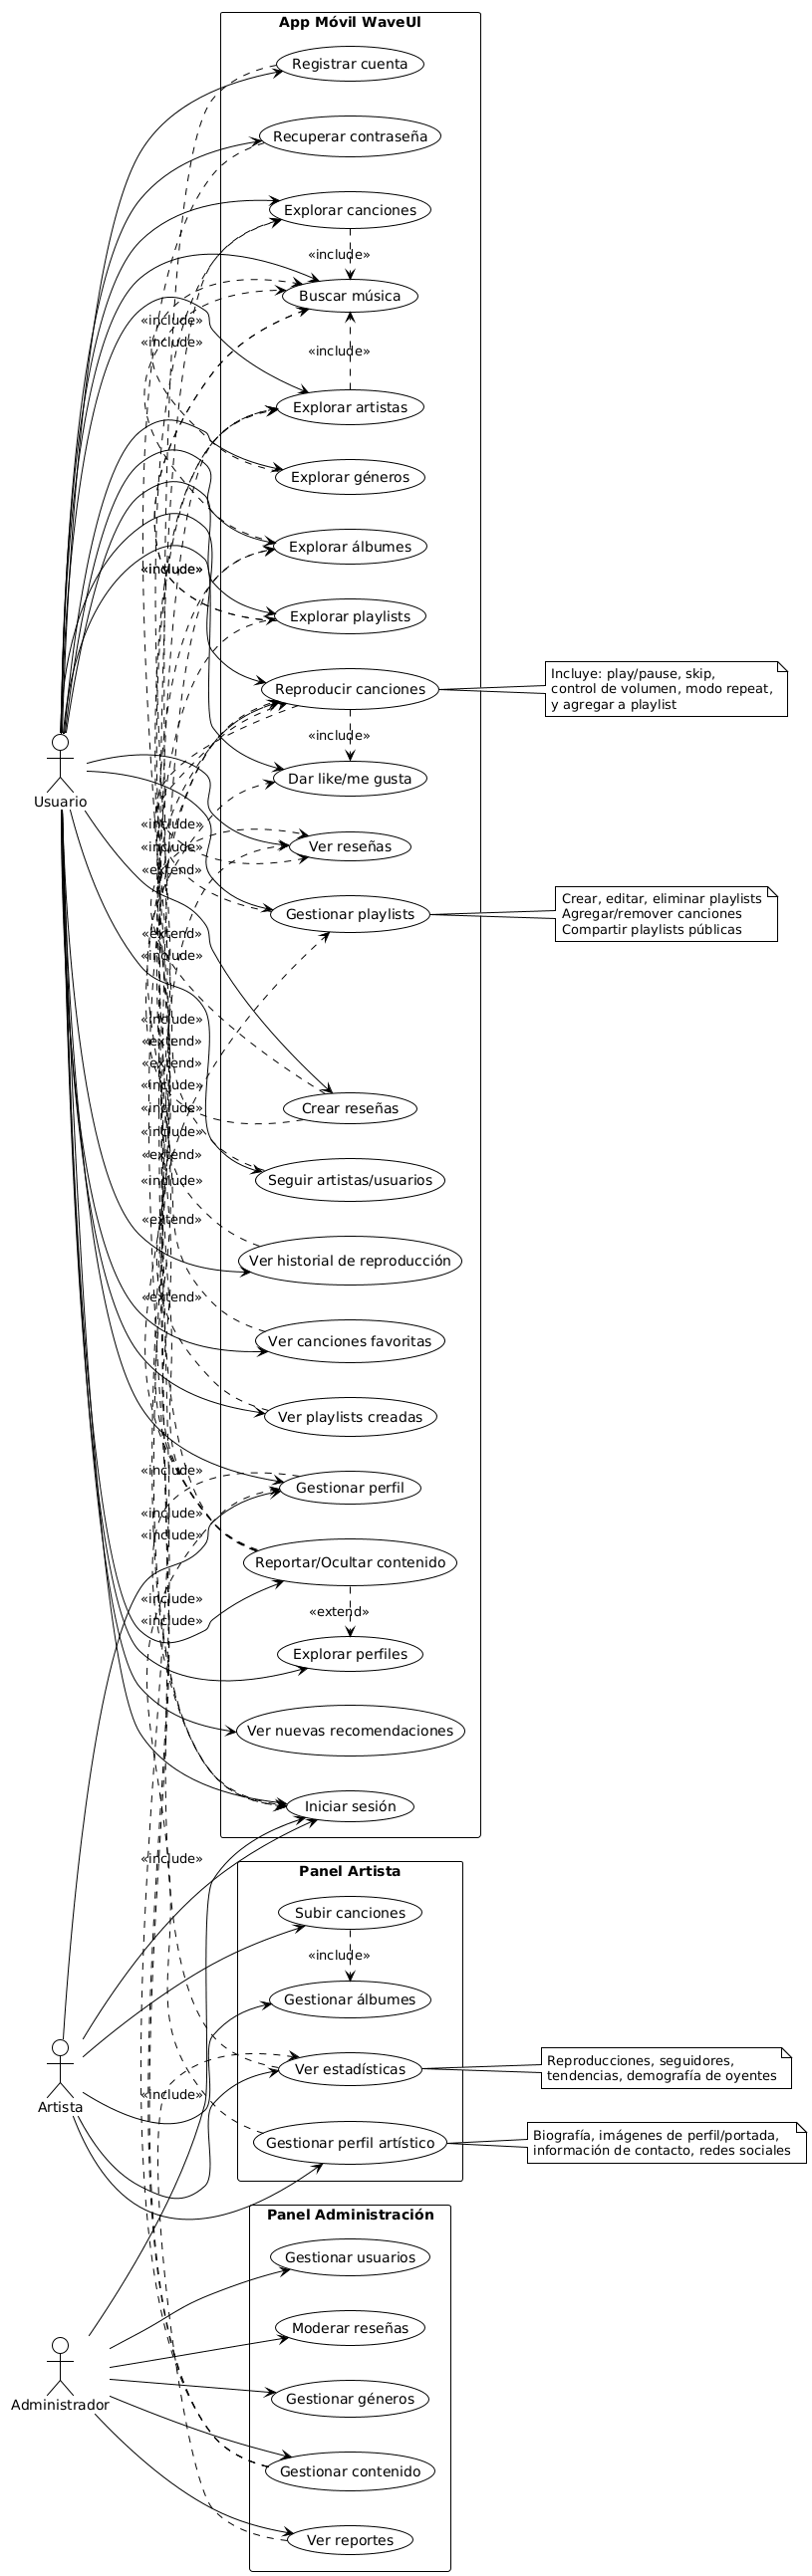 App Móvil WaveUI
Registrar cuenta
Recuperar contraseña
Explorar canciones
«include»
Buscar música
«include»
«include»
«include»
Explorar artistas
Explorar géneros
Explorar álbumes
«include»
Explorar playlists
Reproducir canciones
Incluye: play/pause, skip,
control de volumen, modo repeat,
y agregar a playlist
«include»
Dar like/me gusta
Usuario
«include»
Ver reseñas
«include»
«extend»
Gestionar playlists
Crear, editar, eliminar playlists
Agregar/remover canciones
Compartir playlists públicas
«extend»
«include»
«include»
«extend»
«extend»
«include»
Crear reseñas
«include»
«include»
«extend»
Seguir artistas/usuarios
«include»
«extend»
Ver historial de reproducción
«extend»
Ver canciones favoritas
Ver playlists creadas
«include»
Gestionar perfil
«include»
«include»
Reportar/Ocultar contenido
«include»
«extend»
«include»
Explorar perfiles
Ver nuevas recomendaciones
Iniciar sesión
«include»
Panel Artista
Subir canciones
«include»
Gestionar álbumes
Ver estadísticas
Reproducciones, seguidores,
tendencias, demografía de oyentes
«include»
Artista
Gestionar perfil artístico
Biografía, imágenes de perfil/portada,
información de contacto, redes sociales
Panel Administración
Gestionar usuarios
Moderar reseñas
Gestionar géneros
Administrador
Gestionar contenido
Ver reportes